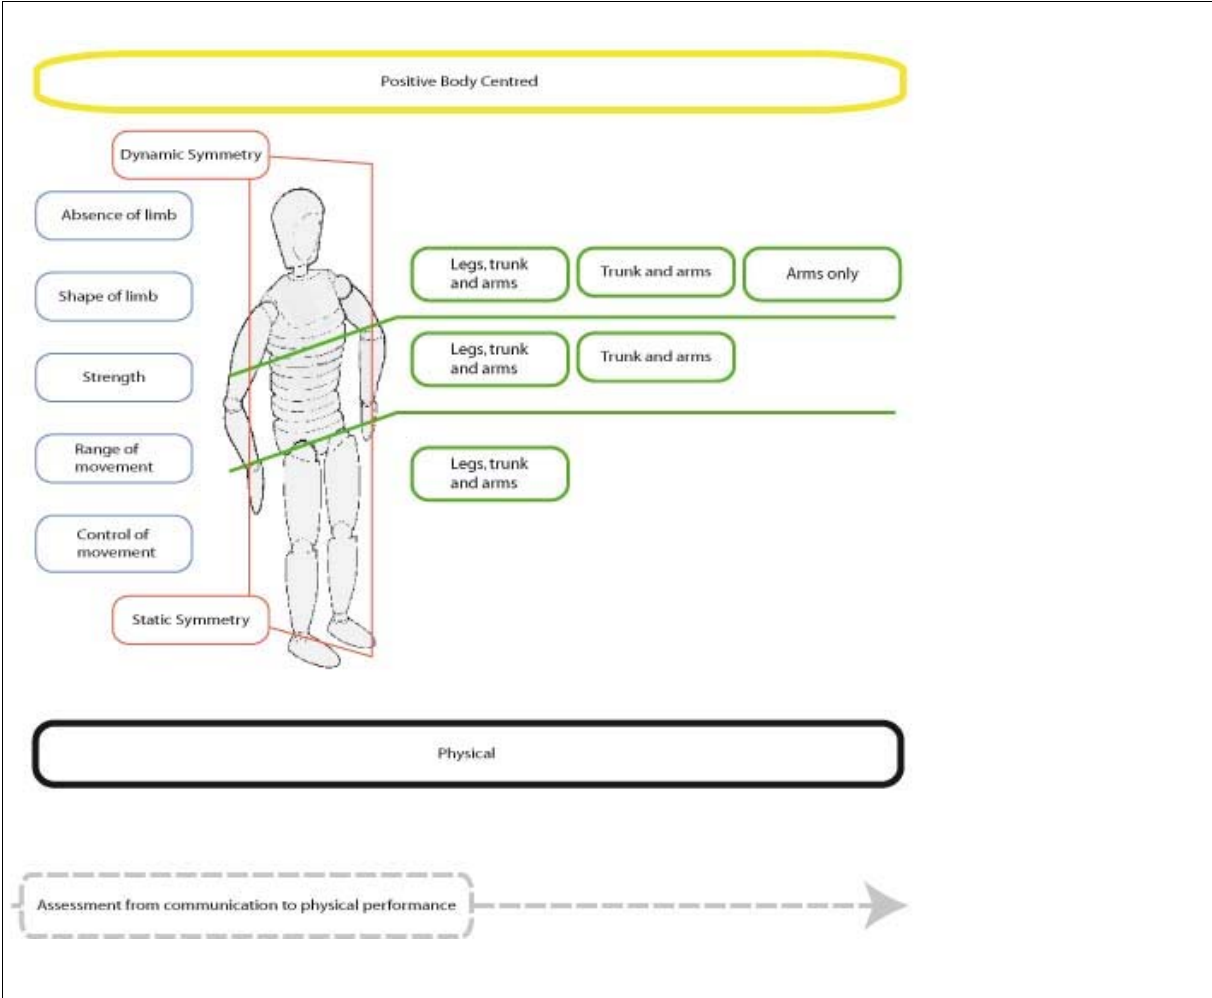 Positive Body Centred
Dynamic Symmetry
Absence of limb
Shape of limb
Strength
Range of
movement
Control of
movement
Static Symmetry
Legs, trunk
and arms
Trunk and arms
Arms only
Legs, trunk
and arms
Trunk and arms
Legs, trunk
and arms
Physical
Assessment from communication to physical performance